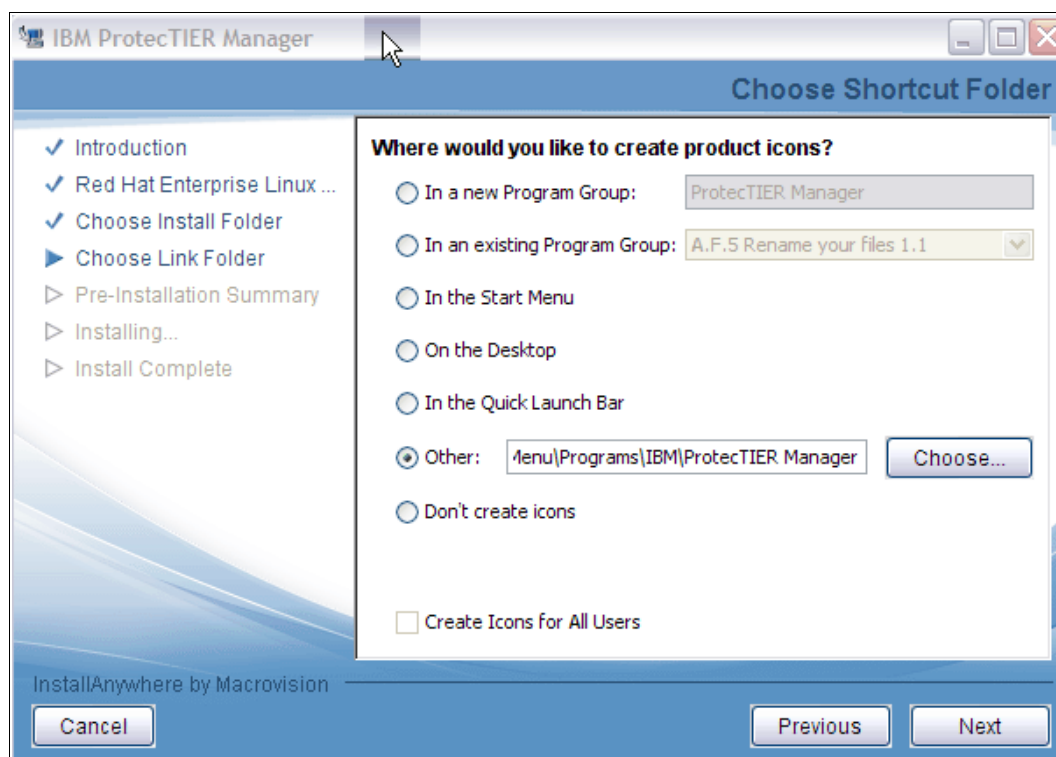 IBM ProtecTIER Manager
Choose Shortcut Folder
Introduction
Red Hat Enterprise Linux ...
Choose Install Folder
Choose Link Folder
Pre-Installation Summary
Installing...
Install Complete
Where would you like to create product icons?
In a new Program Group: ProtecTIER Manager
In an existing Program Group: A.F.5 Rename your files 1.1
In the Start Menu
On the Desktop
In the Quick Launch Bar
Other: Menu\Programs\IBM\ProtecTIER Manager Choose...
Don't create icons
Create Icons for All Users
InstallAnywhere by Macrovision
Cancel Previous Next